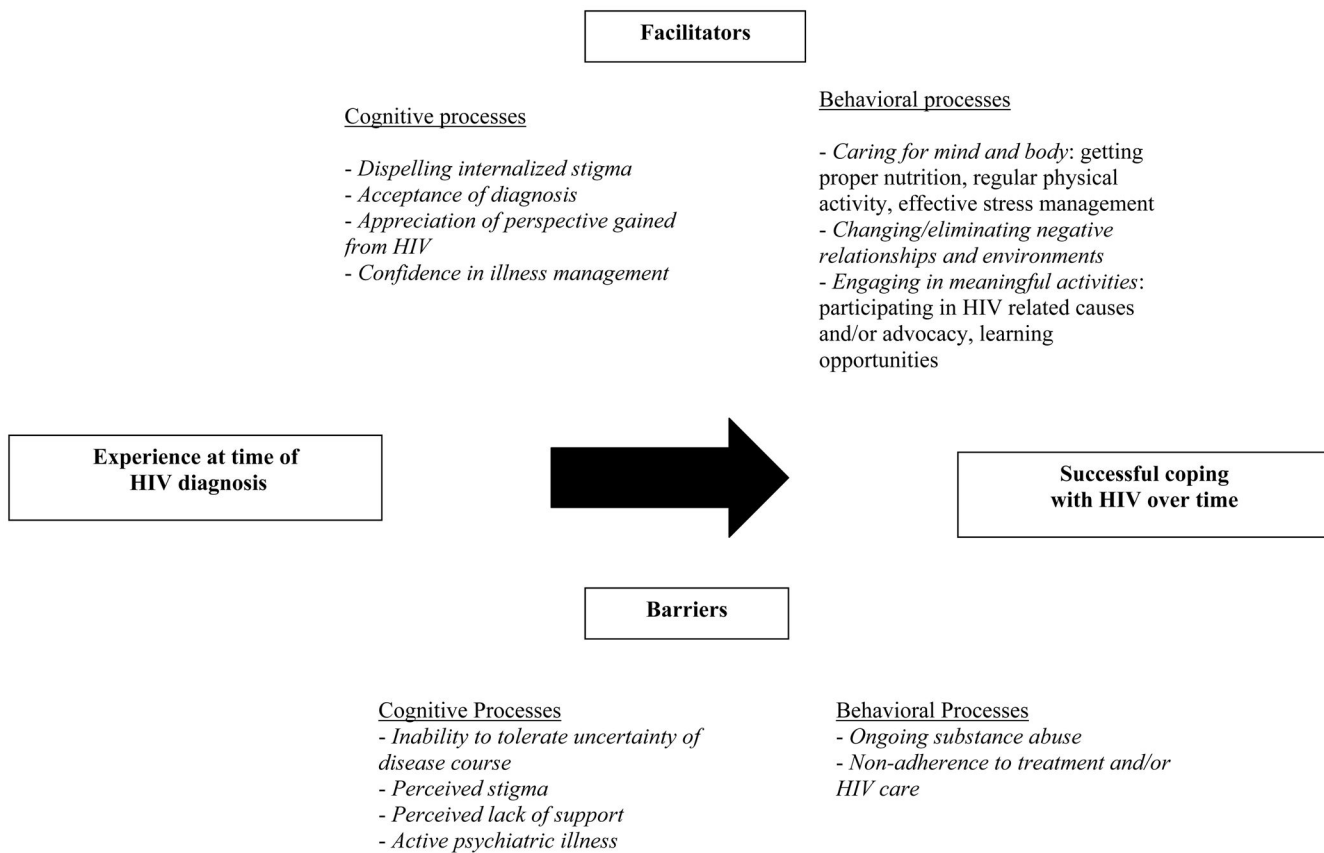 Facilitators
Cognitive processes
- Dispelling internalized stigma
- Acceptance of diagnosis
- Appreciation of perspective gained
from HIV
- Confidence in illness management
Behavioral processes
- Caring for mind and body: getting
proper nutrition, regular physical
activity, effective stress management
- Changing/eliminating negative
relationships and environments
- Engaging in meaningful activities:
participating in HIV related causes
and/or advocacy, learning
opportunities
Experience at time of
HIV diagnosis
Successful coping
with HIV over time
Barriers
Cognitive Processes
- Inability to tolerate uncertainty of
disease course
- Perceived stigma
- Perceived lack of support
- Active psychiatric illness
Behavioral Processes
- Ongoing substance abuse
- Non-adherence to treatment and/or
HIV care